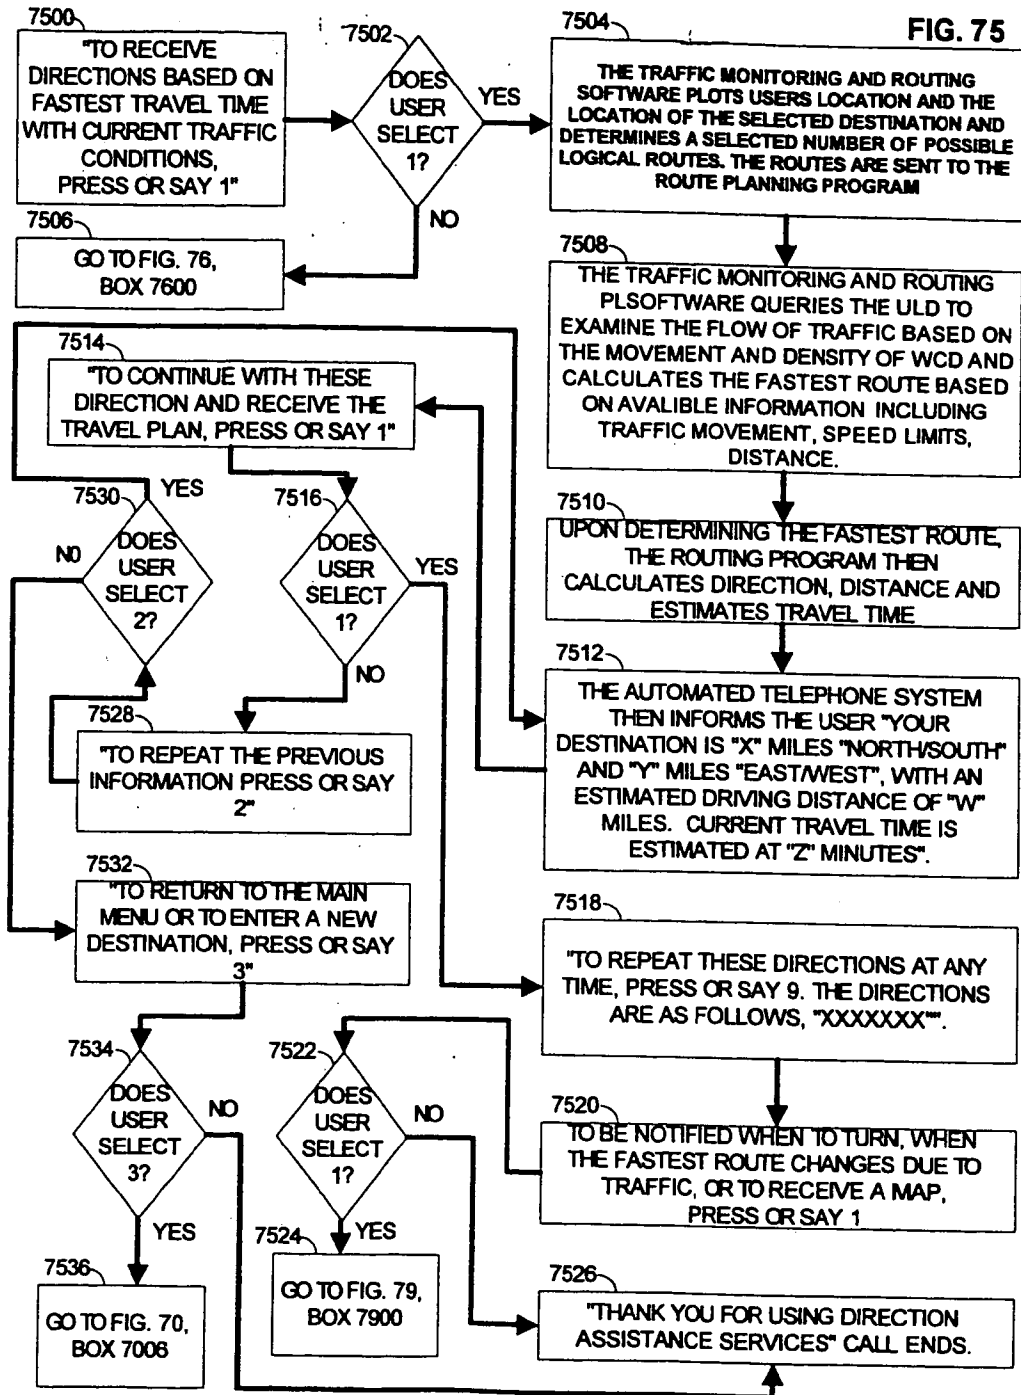 FIG. 75
7500
"TO RECEIVE
DIRECTIONS BASED ON
FASTEST TRAVEL TIME
WITH CURRENT TRAFFIC
CONDITIONS,
PRESS OR SAY 1"
7502
DOES
USER
SELECT
1?
YES
NO
7504
THE TRAFFIC MONITORING AND ROUTING
SOFTWARE PLOTS USERS LOCATION AND THE
LOCATION OF THE SELECTED DESTINATION AND
DETERMINES A SELECTED NUMBER OF POSSIBLE
LOGICAL ROUTES. THE ROUTES ARE SENT TO THE
ROUTE PLANNING PROGRAM
7506
GO TO FIG. 76,
BOX 7600
7508
THE TRAFFIC MONITORING AND ROUTING
PLSOFTWARE QUERIES THE ULD TO
EXAMINE THE FLOW OF TRAFFIC BASED ON
THE MOVEMENT AND DENSITY OF WCD AND
CALCULATES THE FASTEST ROUTE BASED
ON AVALIBLE INFORMATION INCLUDING
TRAFFIC MOVEMENT, SPEED LIMITS,
DISTANCE.
7510
UPON DETERMINING THE FASTEST ROUTE,
THE ROUTING PROGRAM THEN
CALCULATES DIRECTION, DISTANCE AND
ESTIMATES TRAVEL TIME
7512
THE AUTOMATED TELEPHONE SYSTEM
THEN INFORMS THE USER "YOUR
DESTINATION IS "X" MILES "NORTH/SOUTH"
AND "Y" MILES "EAST/WEST", WITH AN
ESTIMATED DRIVING DISTANCE OF "W"
MILES. CURRENT TRAVEL TIME IS
ESTIMATED AT "Z" MINUTES".
7514
"TO CONTINUE WITH THESE
DIRECTION AND RECEIVE THE
TRAVEL PLAN, PRESS OR SAY 1"
7516
DOES
USER
SELECT
1?
YES
NO
7518
"TO REPEAT THESE DIRECTIONS AT ANY
TIME, PRESS OR SAY 9. THE DIRECTIONS
ARE AS FOLLOWS, "XXXXXXX"".
7520
TO BE NOTIFIED WHEN TO TURN, WHEN
THE FASTEST ROUTE CHANGES DUE TO
TRAFFIC, OR TO RECEIVE A MAP,
PRESS OR SAY 1
7522
DOES
USER
SELECT
1?
NO
YES
7524
GO TO FIG. 79,
BOX 7900
7526
"THANK YOU FOR USING DIRECTION
ASSISTANCE SERVICES" CALL ENDS.
7528
"TO REPEAT THE PREVIOUS
INFORMATION PRESS OR SAY
2"
7530
DOES
USER
SELECT
2?
YES
NO
7532
"TO RETURN TO THE MAIN
MENU OR TO ENTER A NEW
DESTINATION, PRESS OR SAY
3"
7534
DOES
USER
SELECT
3?
NO
YES
7536
GO TO FIG. 70,
BOX 7006